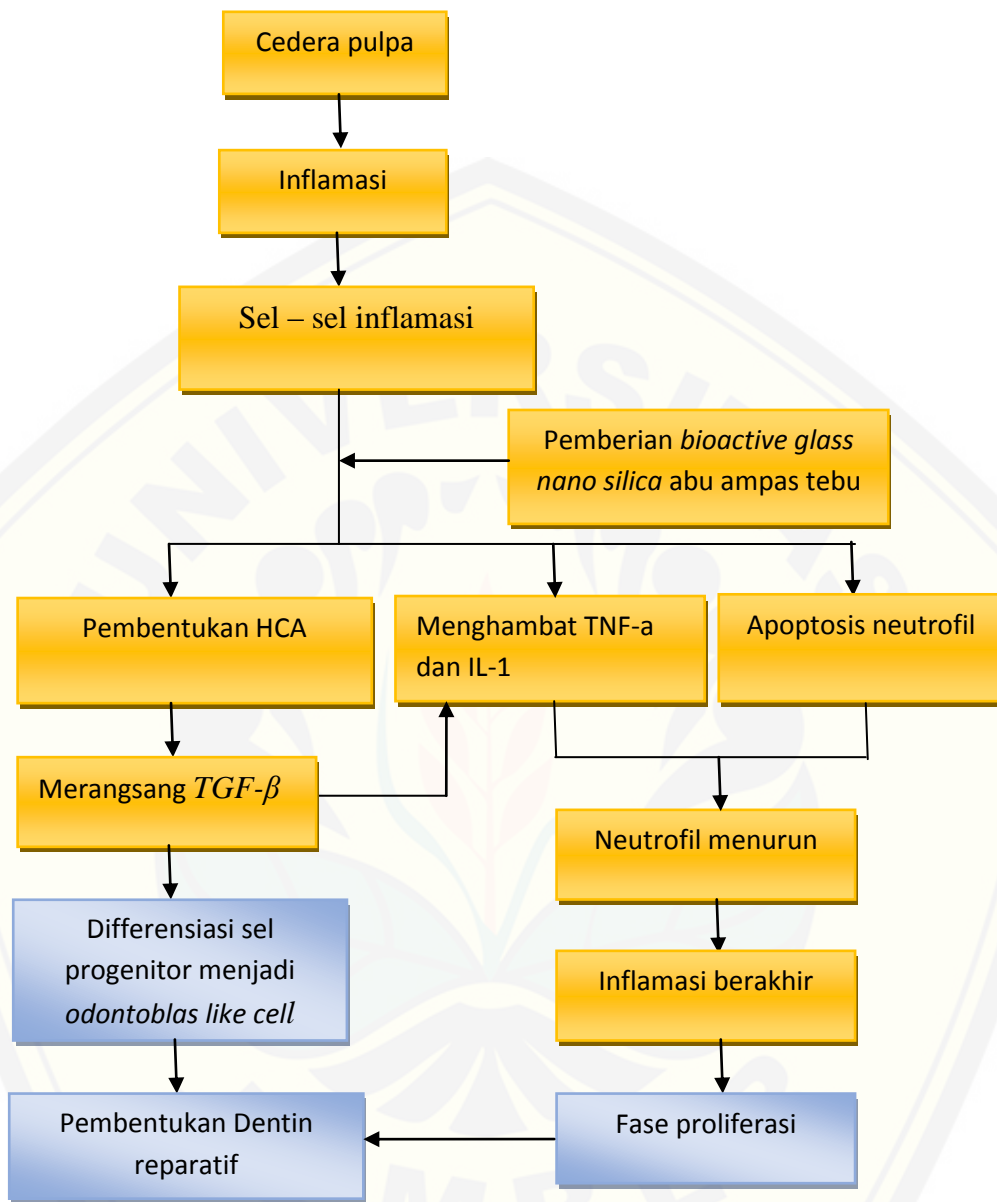 Cedera pulpa
Inflamasi
Sel – sel inflamasi
Pemberian bioactive glass
nano silica abu ampas tebu
Pembentukan HCA
Menghambat TNF-a
dan IL-1
Apoptosis neutrofil
Merangsang TGF-β
Neutrofil menurun
Differensiasi sel
progenitor menjadi
odontoblas like cell
Inflamasi berakhir
Pembentukan Dentin
reparatif
Fase proliferasi
UNIVERSITAS